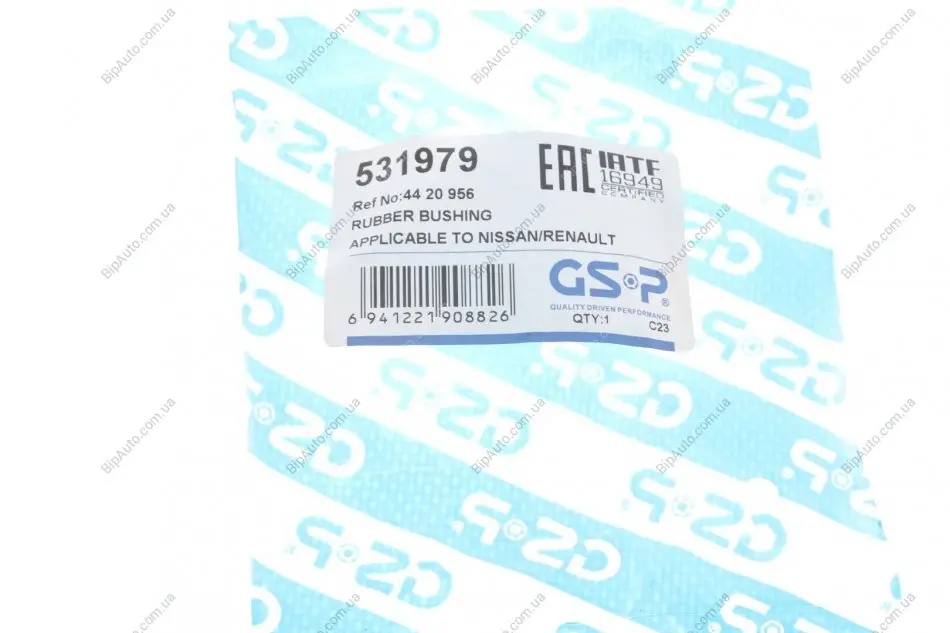 531979
EAC IATF
16949
CERTIFIED
COMPANY
Ref No:44 20 956
RUBBER BUSHING
APPLICABLE TO NISSAN/RENAULT
6 941221 908826
GSP®
QUALITY DRIVEN PERFORMANCE
QTY:1
C23
BipAuto.com.ua